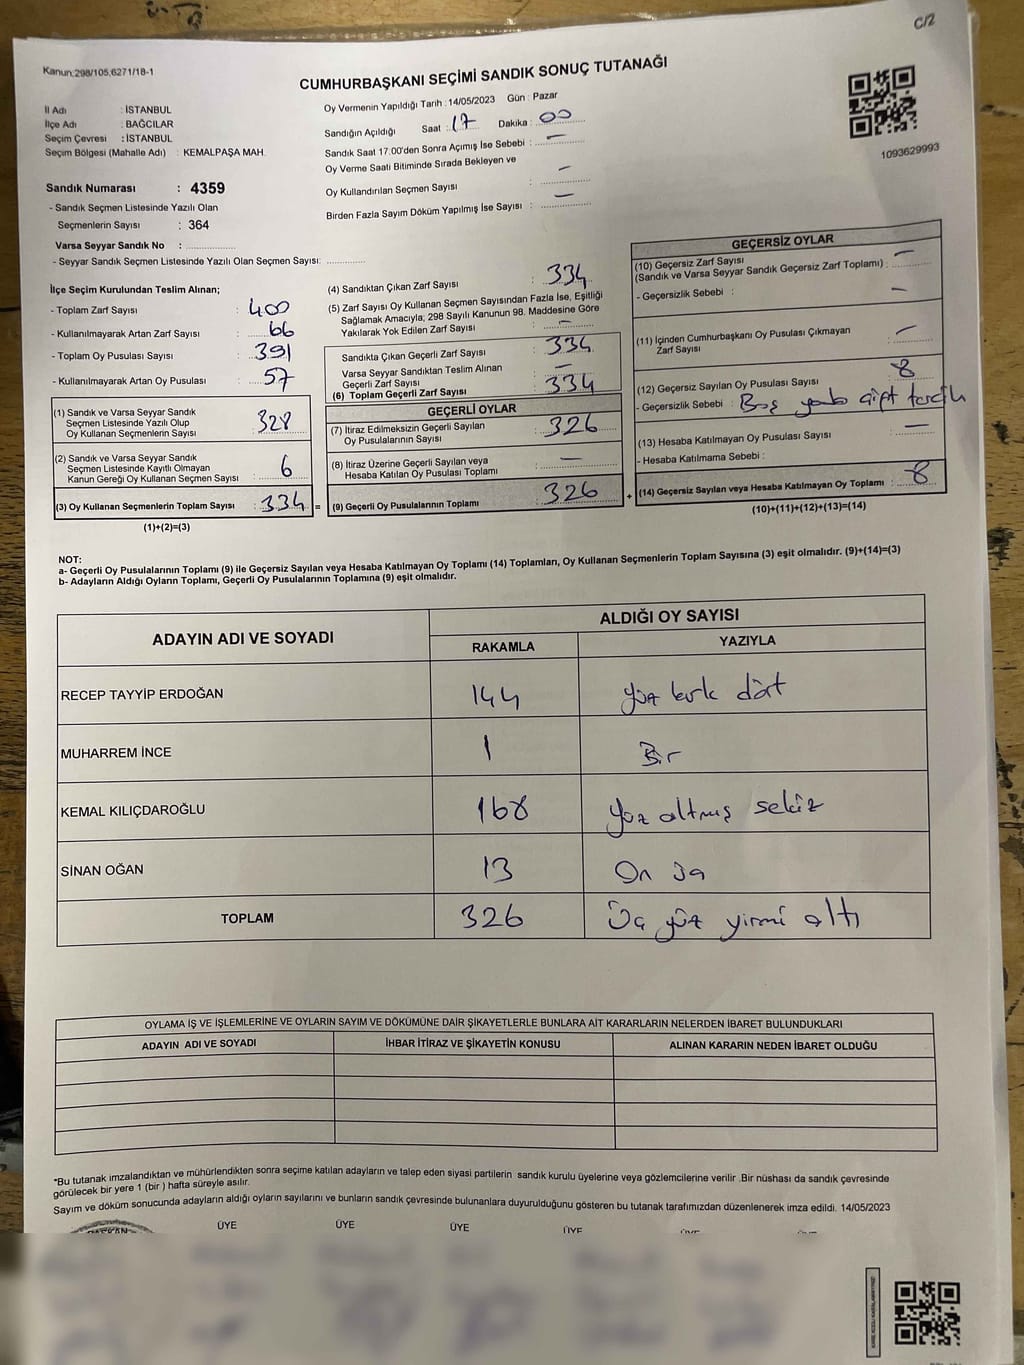 C/2
Kanun:298/105,6271/18-1
CUMHURBAŞKANI SEÇİMİ SANDIK SONUÇ TUTANAĞI
İl Adı : İSTANBUL
İlçe Adı : BAĞCILAR
Seçim Çevresi : İSTANBUL
Seçim Bölgesi (Mahalle Adı) : KEMALPAŞA MAH.
Sandık Numarası : 4359
- Sandık Seçmen Listesinde Yazılı Olan
Seçmenlerin Sayısı : 364
Varsa Seyyar Sandık No :
- Seyyar Sandık Seçmen Listesinde Yazılı Olan Seçmen Sayısı:
Oy Vermenin Yapıldığı Tarih : 14/05/2023 Gün : Pazar
Sandığın Açıldığı Saat : 17 Dakika : 00
Sandık Saat 17:00'den Sonra Açımış İse Sebebi : —
Oy Verme Saati Bitiminde Sırada Bekleyen ve
Oy Kullandırılan Seçmen Sayısı : —
Birden Fazla Sayım Döküm Yapılmış İse Sayısı : —
1093629993
İlçe Seçim Kurulundan Teslim Alınan;
- Toplam Zarf Sayısı : 400
- Kullanılmayarak Artan Zarf Sayısı : 66
- Toplam Oy Pusulası Sayısı : 391
- Kullanılmayarak Artan Oy Pusulası : 57
(1) Sandık ve Varsa Seyyar Sandık
Seçmen Listesinde Yazılı Olup
Oy Kullanan Seçmenlerin Sayısı : 328
(2) Sandık ve Varsa Seyyar Sandık
Seçmen Listesinde Kayıtlı Olmayan
Kanun Gereği Oy Kullanan Seçmen Sayısı : 6
(3) Oy Kullanan Seçmenlerin Toplam Sayısı : 334
(1)+(2)=(3)
(4) Sandıktan Çıkan Zarf Sayısı : 334
(5) Zarf Sayısı Oy Kullanan Seçmen Sayısından Fazla İse, Eşitliği
Sağlamak Amacıyla; 298 Sayılı Kanunun 98. Maddesine Göre
Yakılarak Yok Edilen Zarf Sayısı : —
Sandıkta Çıkan Geçerli Zarf Sayısı : 334
Varsa Seyyar Sandıktan Teslim Alınan
Geçerli Zarf Sayısı : —
(6) Toplam Geçerli Zarf Sayısı : 334
GEÇERLİ OYLAR
(7) İtiraz Edilmeksizin Geçerli Sayılan
Oy Pusulalarının Sayısı : 326
(8) İtiraz Üzerine Geçerli Sayılan veya
Hesaba Katılan Oy Pusulası Toplamı : —
= (9) Geçerli Oy Pusulalarının Toplamı : 326
GEÇERSİZ OYLAR
(10) Geçersiz Zarf Sayısı
(Sandık ve Varsa Seyyar Sandık Geçersiz Zarf Toplamı) : —
- Geçersizlik Sebebi : —
(11) İçinden Cumhurbaşkanı Oy Pusulası Çıkmayan
Zarf Sayısı : —
(12) Geçersiz Sayılan Oy Pusulası Sayısı : 8
- Geçersizlik Sebebi : Boş yada çift tercih
(13) Hesaba Katılmayan Oy Pusulası Sayısı : —
- Hesaba Katılmama Sebebi :
+ (14) Geçersiz Sayılan veya Hesaba Katılmayan Oy Toplamı : 8
(10)+(11)+(12)+(13)=(14)
NOT:
a- Geçerli Oy Pusulalarının Toplamı (9) ile Geçersiz Sayılan veya Hesaba Katılmayan Oy Toplamı (14) Toplamları, Oy Kullanan Seçmenlerin Toplam Sayısına (3) eşit olmalıdır. (9)+(14)=(3)
b- Adayların Aldığı Oyların Toplamı, Geçerli Oy Pusulalarının Toplamına (9) eşit olmalıdır.
ADAYIN ADI VE SOYADI
ALDIĞI OY SAYISI
RAKAMLA YAZIYLA
RECEP TAYYİP ERDOĞAN 144 Yüz kırk dört
MUHARREM İNCE 1 Bir
KEMAL KILIÇDAROĞLU 168 Yüz altmış sekiz
SİNAN OĞAN 13 On üç
TOPLAM 326 Üç yüz yirmi altı
OYLAMA İŞ VE İŞLEMLERİNE VE OYLARIN SAYIM VE DÖKÜMÜNE DAİR ŞİKAYETLERLE BUNLARA AİT KARARLARIN NELERDEN İBARET BULUNDUKLARI
ADAYIN ADI VE SOYADI İHBAR İTİRAZ VE ŞİKAYETİN KONUSU ALINAN KARARIN NEDEN İBARET OLDUĞU
*Bu tutanak imzalandıktan ve mühürlendikten sonra seçime katılan adayların ve talep eden siyasi partilerin sandık kurulu üyelerine veya gözlemcilerine verilir .Bir nüshası da sandık çevresinde
görülecek bir yere 1 (bir ) hafta süreyle asılır.
Sayım ve döküm sonucunda adayların aldığı oyların sayılarını ve bunların sandık çevresinde bulunanlara duyurulduğunu gösteren bu tutanak tarafımızdan düzenlenerek imza edildi. 14/05/2023
BAŞKAN ÜYE ÜYE ÜYE ÜYE ÜYE ÜYE